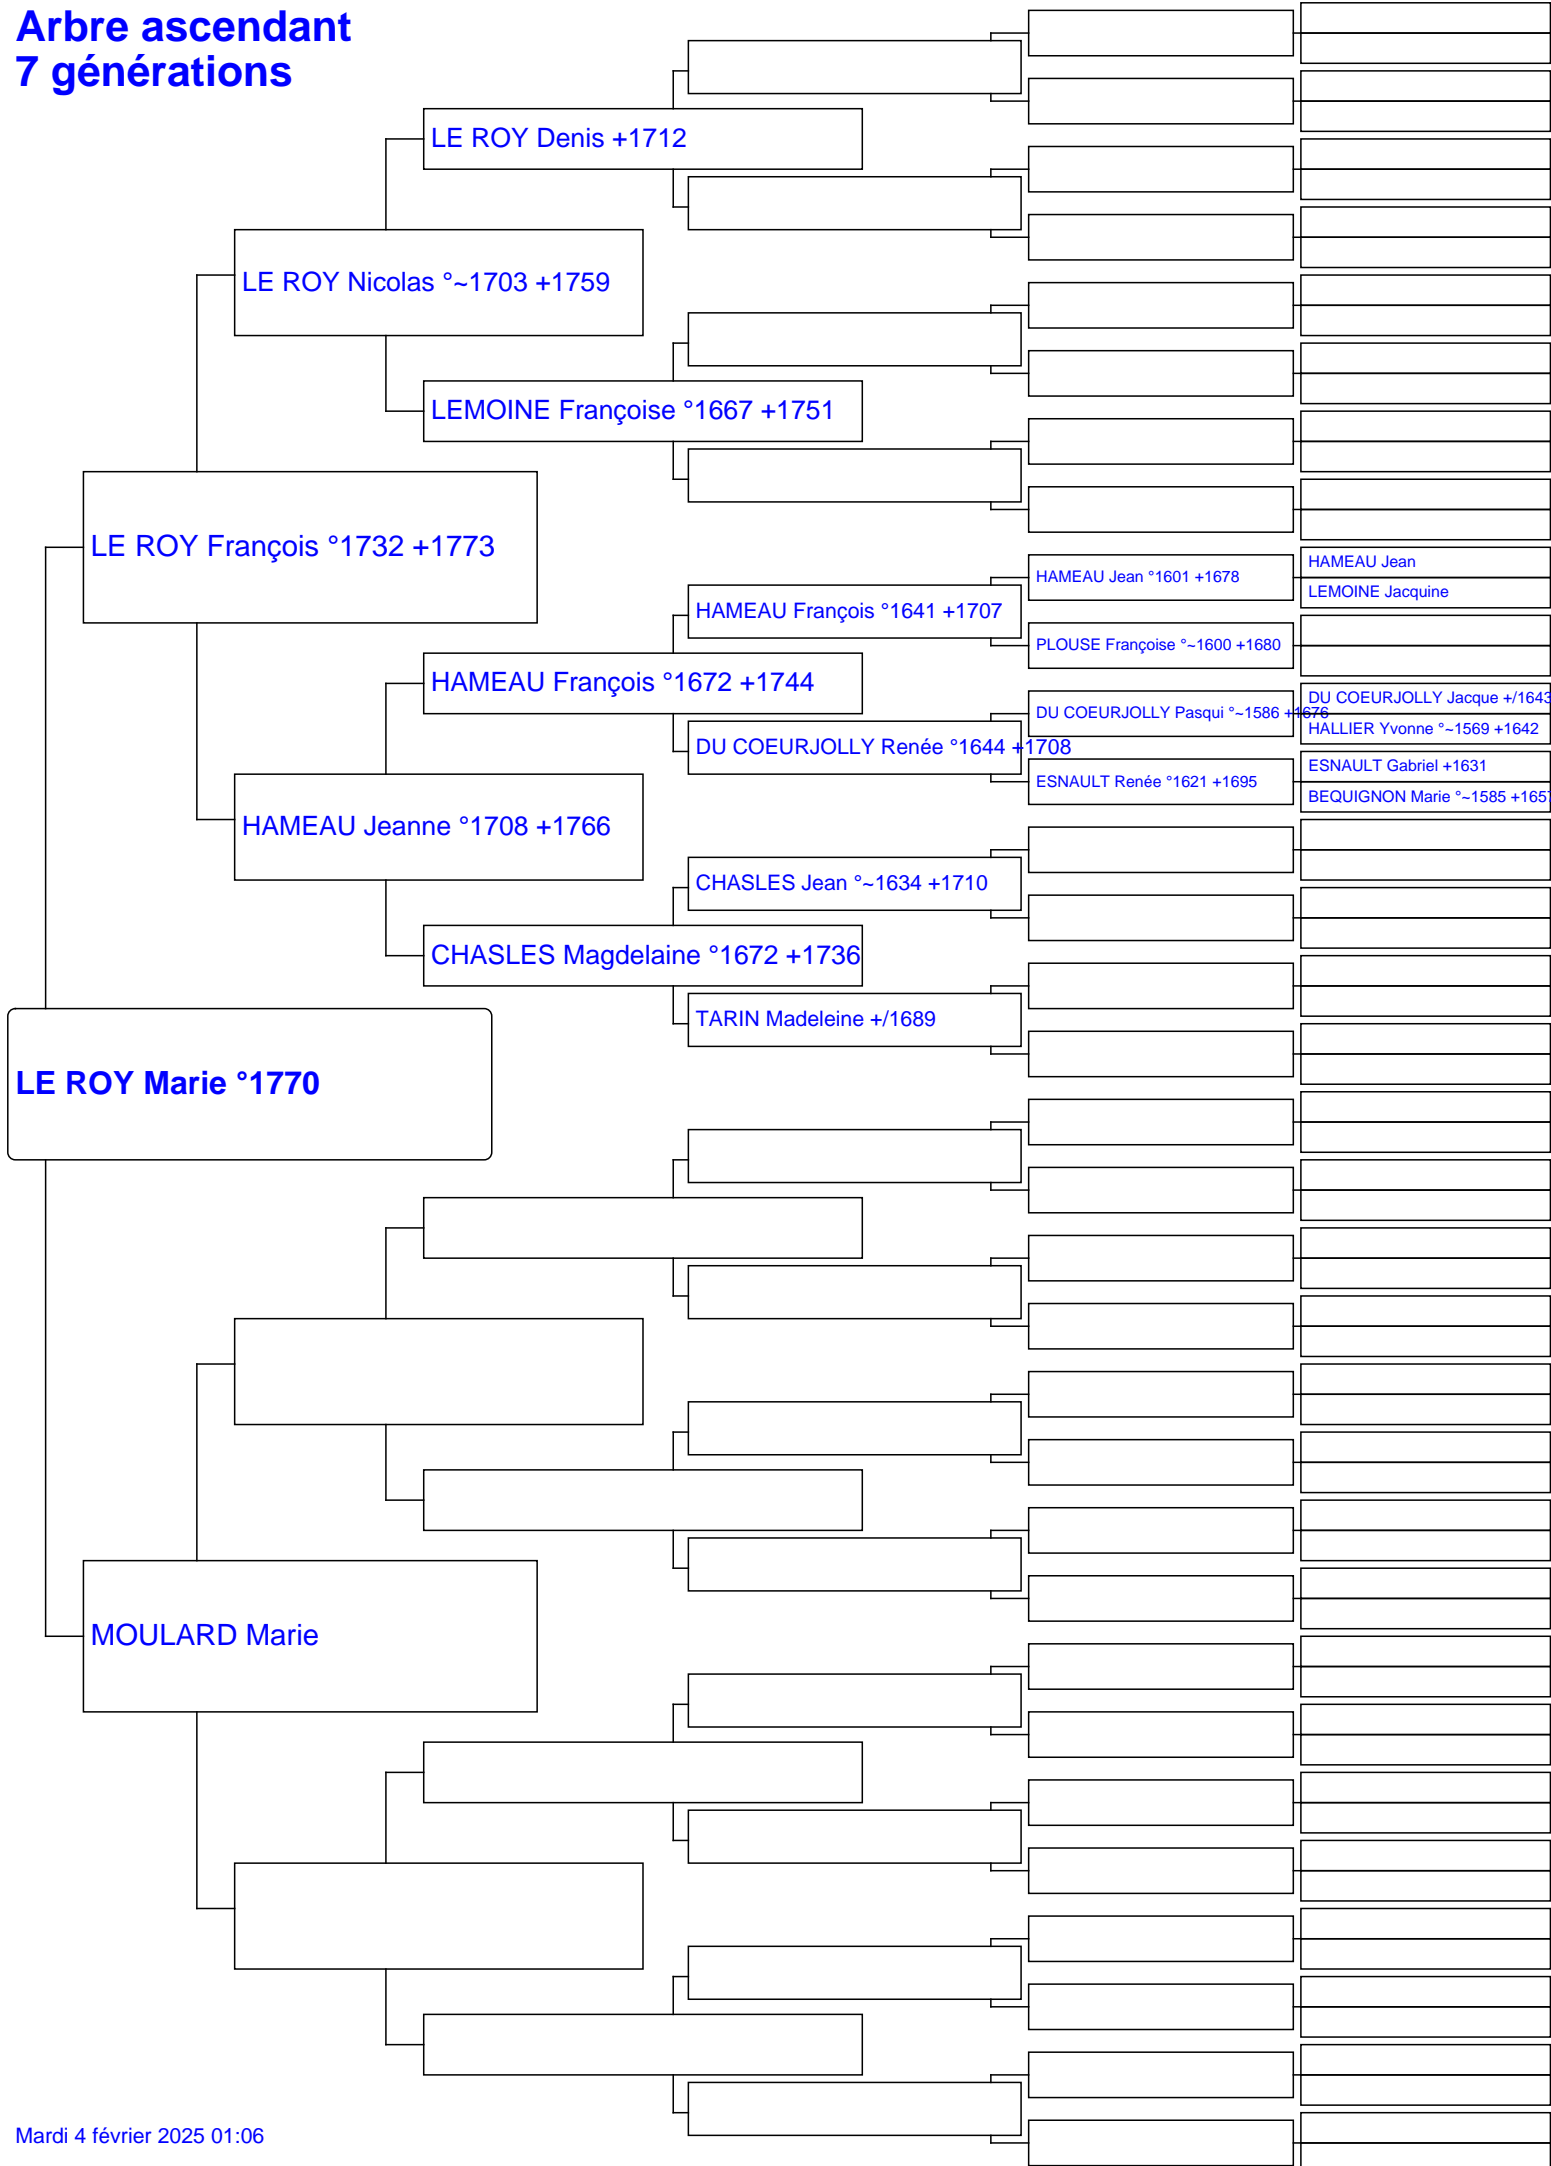 Arbre ascendant
7 générations
LE ROY Denis +1712
LE ROY Nicolas °~1703 +1759
LEMOINE Françoise °1667 +1751
LE ROY François °1732 +1773
HAMEAU Jean
HAMEAU Jean °1601 +1678
LEMOINE Jacquine
HAMEAU François °1641 +1707
PLOUSE Françoise °~1600 +1680
HAMEAU François °1672 +1744
DU COEURJOLLY Jacque +/1643
DU COEURJOLLY Pasqui °~1586 +1676
HALLIER Yvonne °~1569 +1642
DU COEURJOLLY Renée °1644 +1708
ESNAULT Gabriel +1631
ESNAULT Renée °1621 +1695
BEQUIGNON Marie °~1585 +1657
HAMEAU Jeanne °1708 +1766
CHASLES Jean °~1634 +1710
CHASLES Magdelaine °1672 +1736
TARIN Madeleine +/1689
LE ROY Marie °1770
MOULARD Marie
Mardi 4 février 2025 01:06